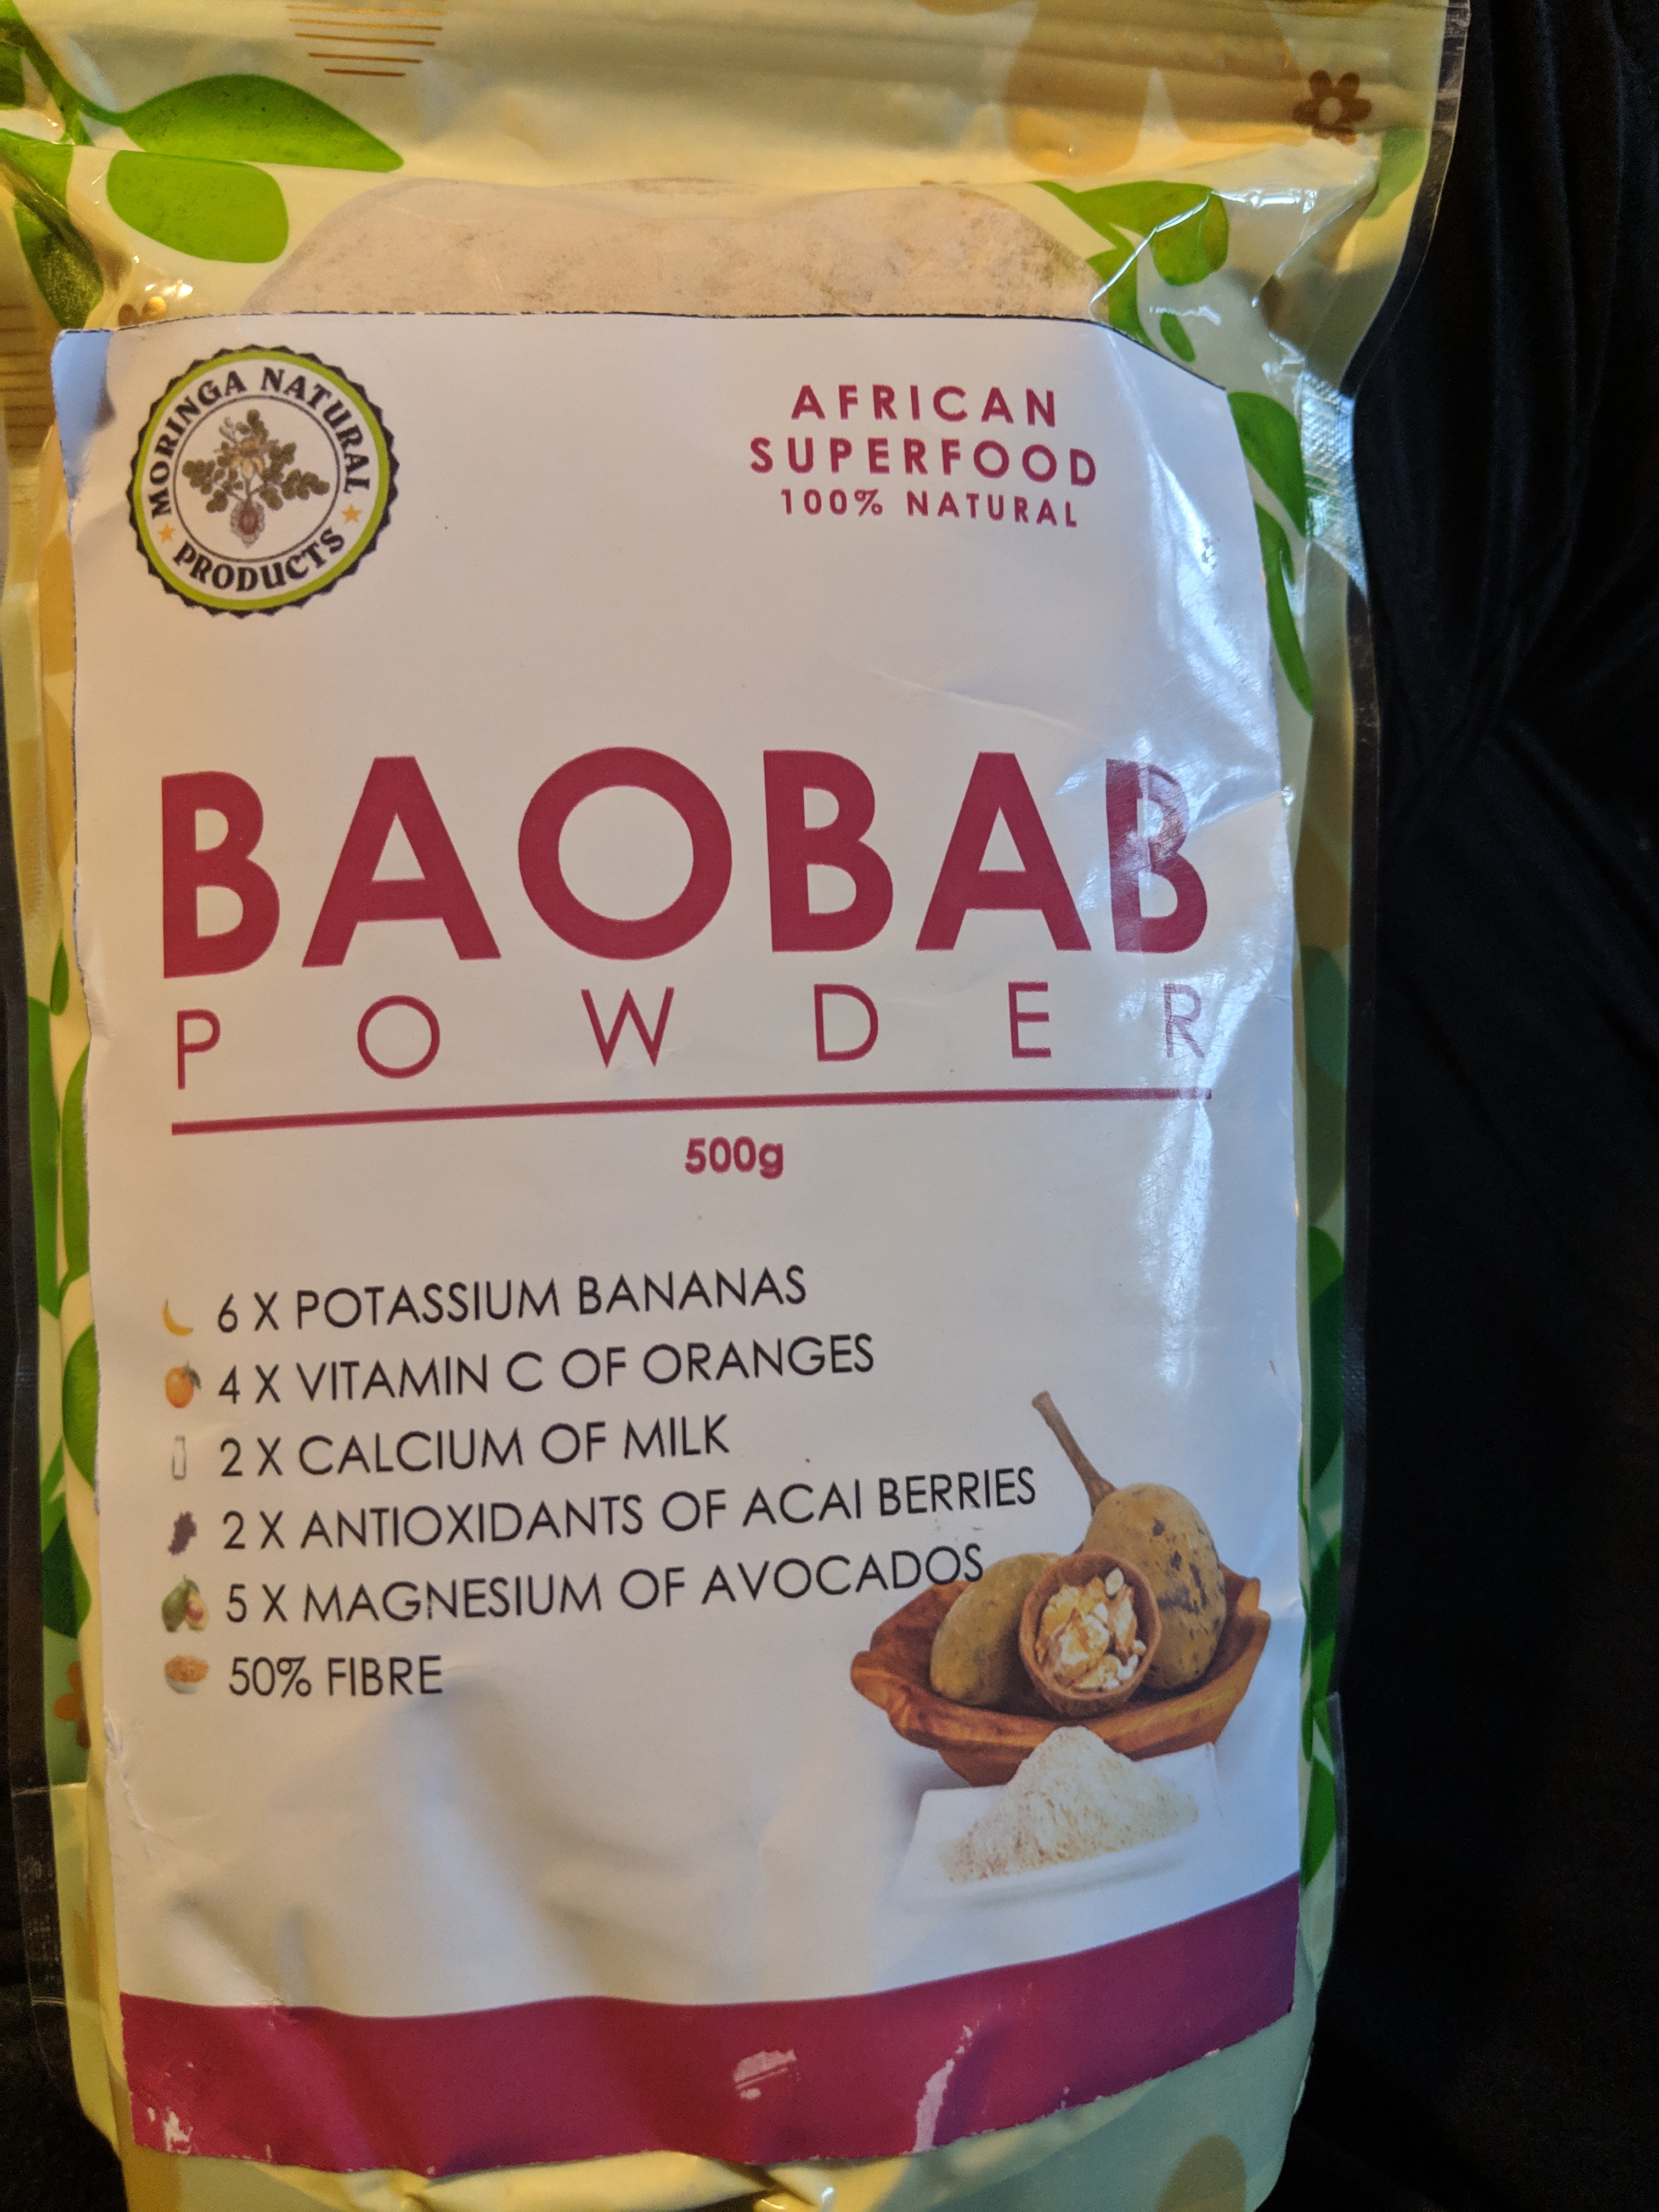 MORINGA NATURAL
PRODUCTS
AFRICAN
SUPERFOOD
100% NATURAL
BAOBAB
POWDER
500g
6 X POTASSIUM BANANAS
4 X VITAMIN C OF ORANGES
2 X CALCIUM OF MILK
2 X ANTIOXIDANTS OF ACAI BERRIES
5 X MAGNESIUM OF AVOCADOS
50% FIBRE